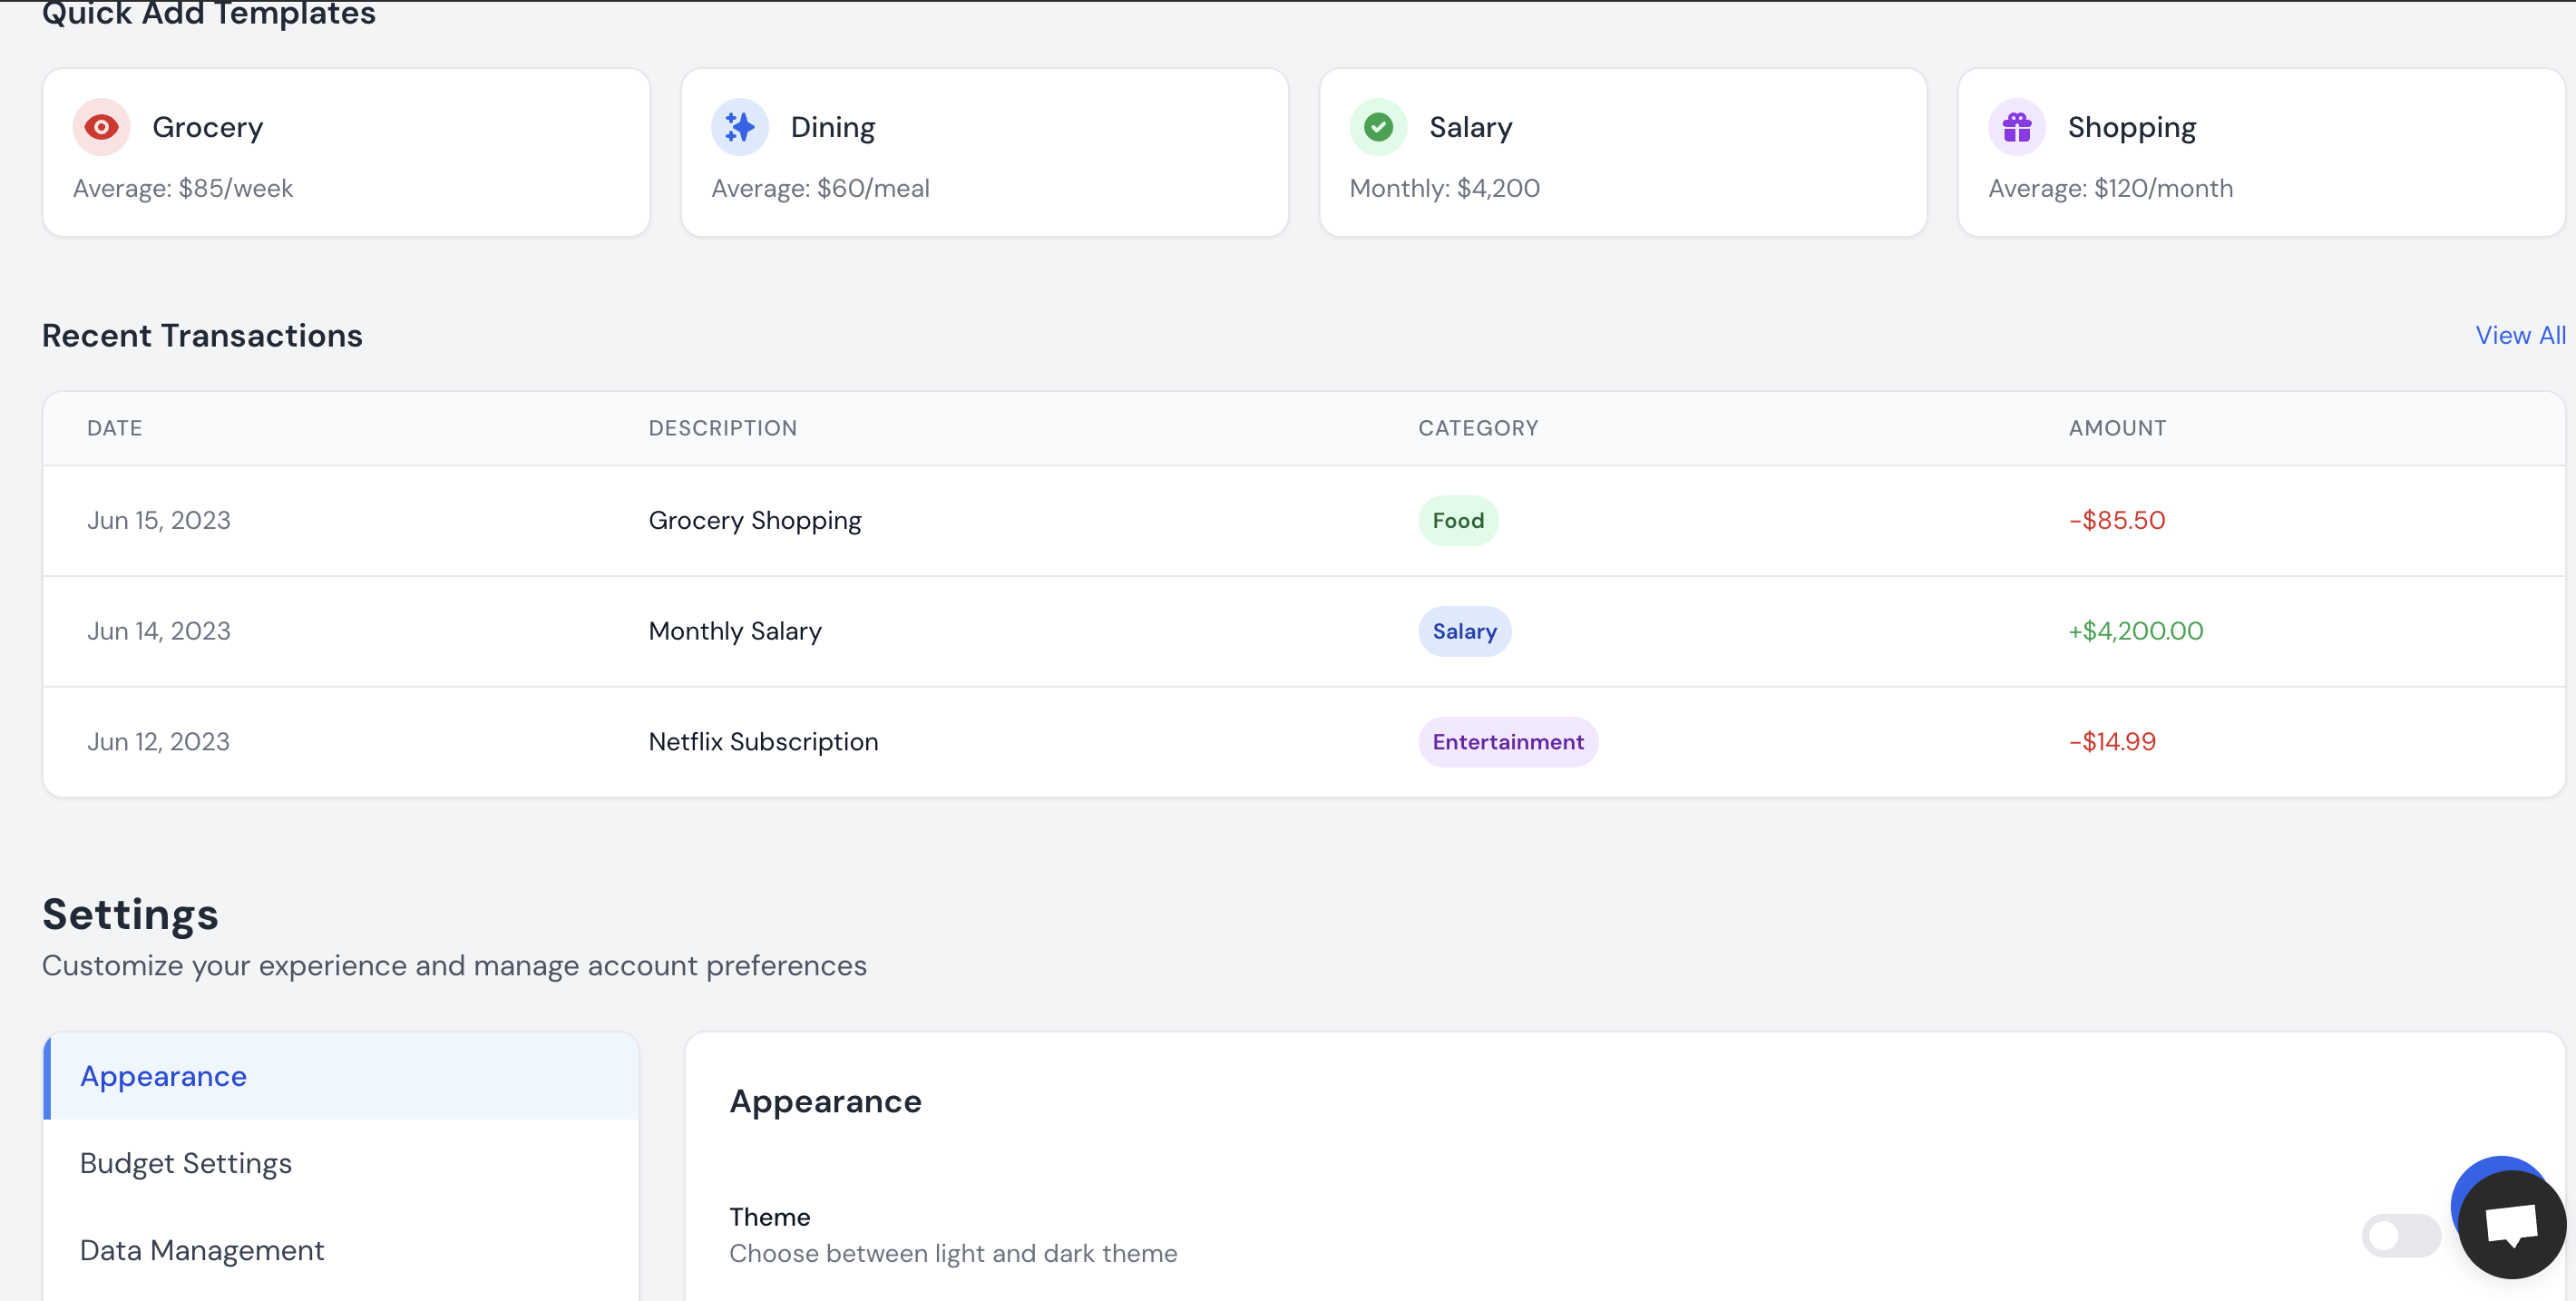 Quick Add Templates
Grocery
Average: $85/week
Dining
Average: $60/meal
Salary
Monthly: $4,200
Shopping
Average: $120/month
Recent Transactions
View All
DATE DESCRIPTION CATEGORY AMOUNT
Jun 15, 2023 Grocery Shopping Food -$85.50
Jun 14, 2023 Monthly Salary Salary +$4,200.00
Jun 12, 2023 Netflix Subscription Entertainment -$14.99
Settings
Customize your experience and manage account preferences
Appearance
Budget Settings
Data Management
Appearance
Theme
Choose between light and dark theme